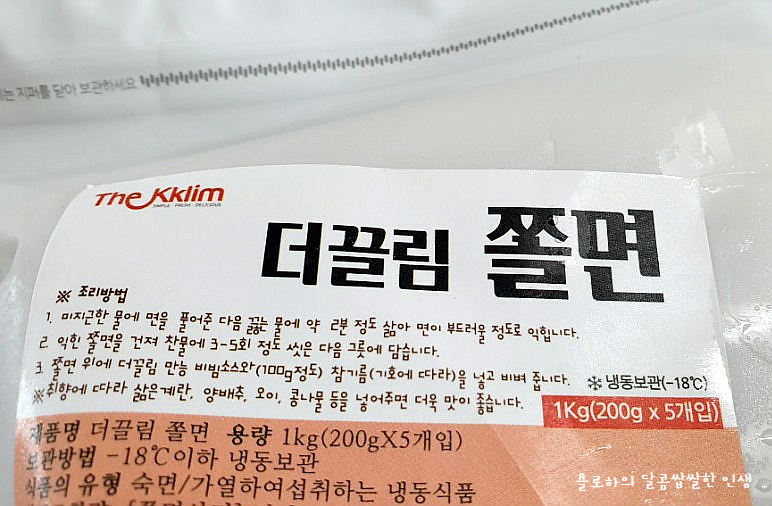 지퍼를 닫아 보관하세요
The Kklim
SIMPLE · FRESH · DELICIOUS
더끌림 쫄면
※ 조리방법
1. 미지근한 물에 면을 풀어준 다음 끓는 물에 약 2분 정도 삶아 면이 부드러울 정도로 익힙니다.
2. 익힌 쫄면을 건져 찬물에 3-5회 정도 씻은 다음 그릇에 담습니다.
3. 쫄면 위에 더끌림 만능 비빔소스와(100g정도) 참기름(기호에 따라)을 넣고 비벼 줍니다.
※취향에 따라 삶은계란, 양배추, 오이, 콩나물 등을 넣어주면 더욱 맛이 좋습니다.
❄냉동보관(-18℃)
1Kg(200g x 5개입)
제품명 더끌림 쫄면 용량 1kg(200gX5개입)
보관방법 -18℃이하 냉동보관
식품의 유형 숙면/가열하여섭취하는 냉동식품
플로하의 달콤쌉쌀한 인생